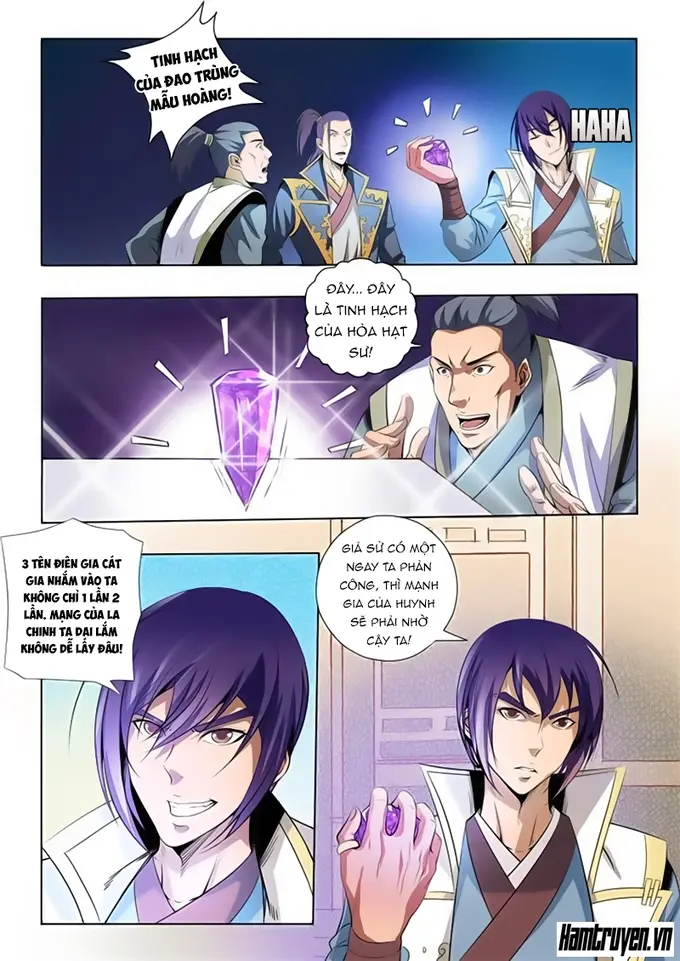 TINH HẠCH
CỦA ĐAO TRÙNG
MẪU HOÀNG!
HAHA
ĐÂY... ĐÂY
LÀ TINH HẠCH
CỦA HỎA HẠT
SƯ!
3 TÊN ĐIÊN GIA CÁT
GIA NHẮM VÀO TA
KHÔNG CHỈ 1 LẦN 2
LẦN. MẠNG CỦA LA
CHINH TA DAI LẮM
KHÔNG DỄ LẤY ĐÂU!
GIẢ SỬ CÓ MỘT
NGAY TA PHẢN
CÔNG, THÌ MẠNH
GIA CỦA HUYNH
SẼ PHẢI NHỜ
CẬY TA!
Hamtruyen.vn